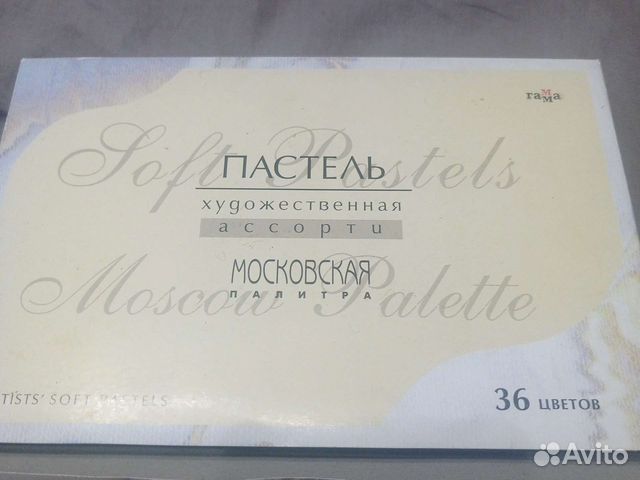 гамма
Soft Pastels
ПАСТЕЛЬ
художественная
ассорти
МОСКОВСКАЯ
ПАЛИТРА
Moscow Palette
TISTS' SOFT PASTELS
36 ЦВЕТОВ
Avito